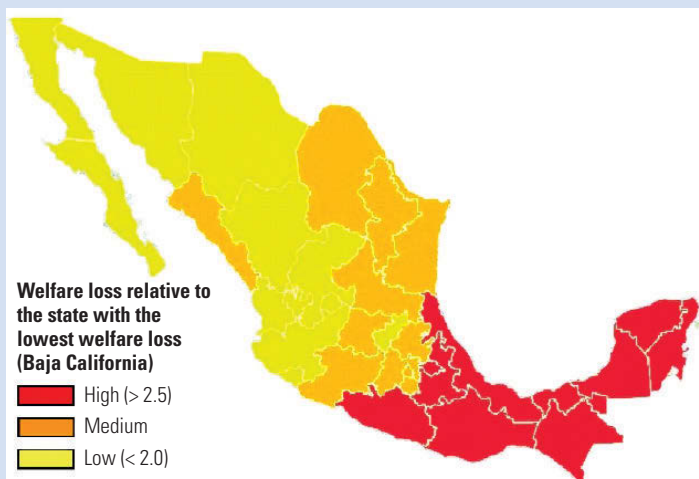 Welfare loss relative to
the state with the
lowest welfare loss
(Baja California)
High (> 2.5)
Medium
Low (< 2.0)